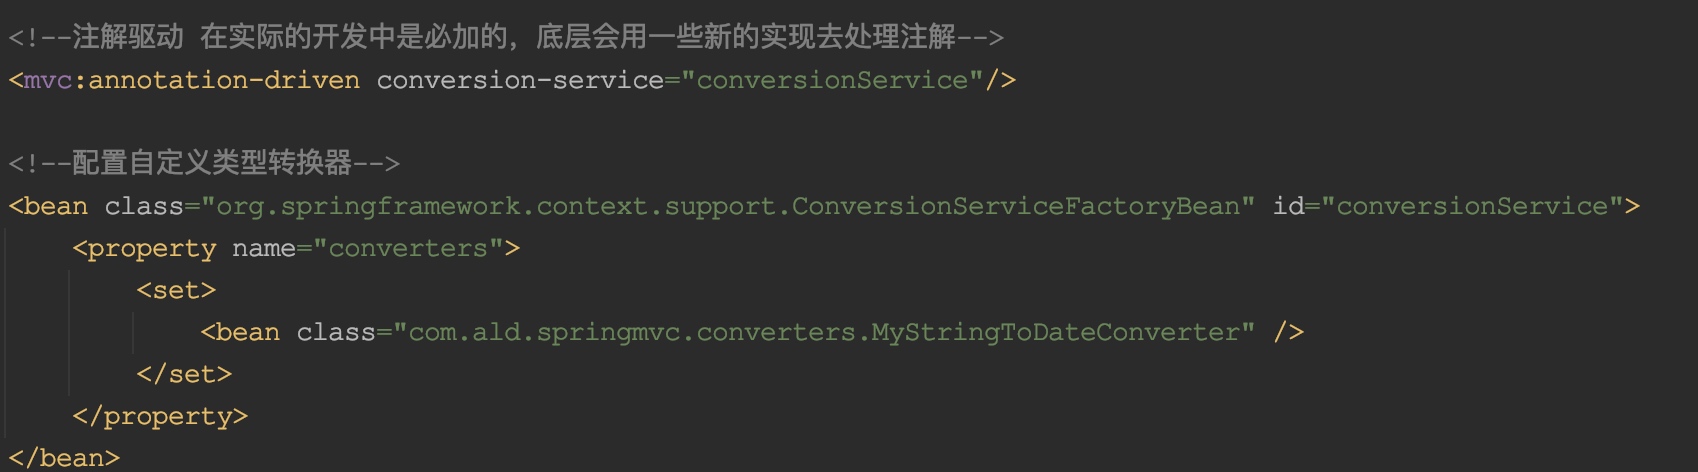 <!--注解驱动 在实际的开发中是必加的，底层会用一些新的实现去处理注解-->
<mvc:annotation-driven conversion-service="conversionService"/>
<!--配置自定义类型转换器-->
<bean class="org.springframework.context.support.ConversionServiceFactoryBean" id="conversionService">
<property name="converters">
<set>
<bean class="com.ald.springmvc.converters.MyStringToDateConverter" />
</set>
</property>
</bean>